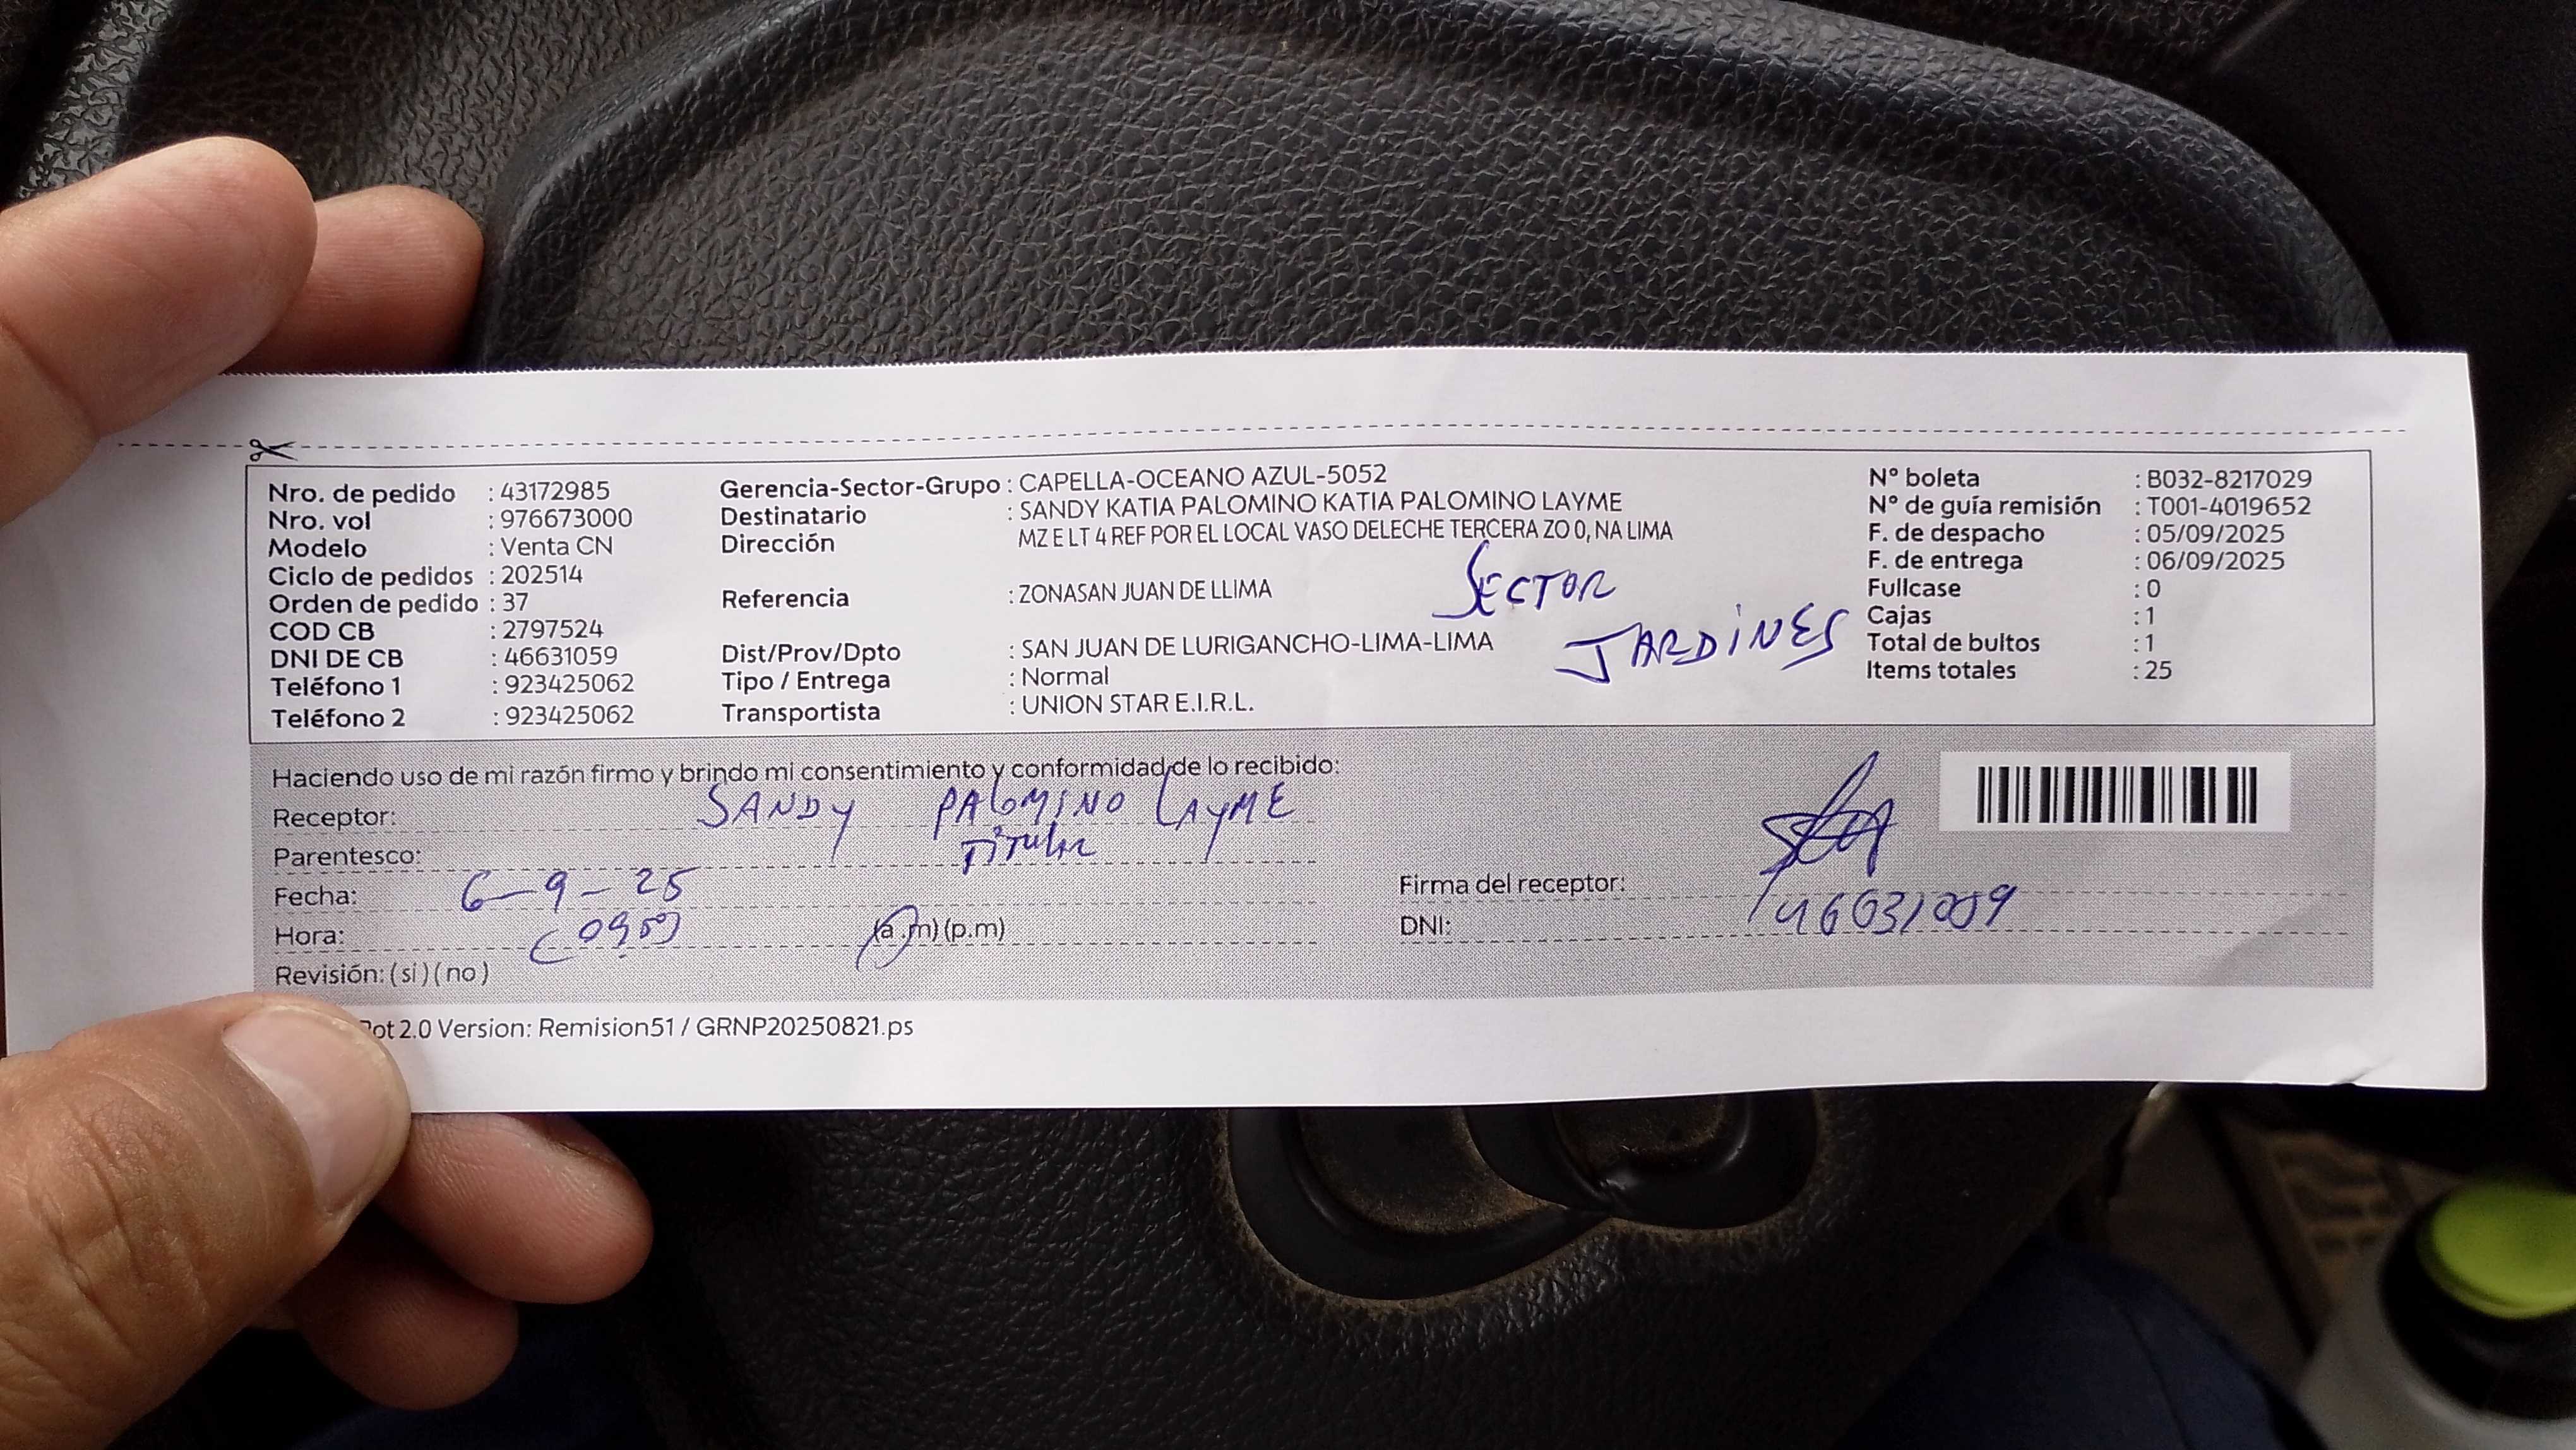 Nro. de pedido : 43172985
Nro. vol : 976673000
Modelo : Venta CN
Ciclo de pedidos : 202514
Orden de pedido : 37
COD CB : 2797524
DNI DE CB : 46631059
Teléfono 1 : 923425062
Teléfono 2 : 923425062
Gerencia-Sector-Grupo : CAPELLA-OCEANO AZUL-5052
Destinatario : SANDY KATIA PALOMINO KATIA PALOMINO LAYME
Dirección MZ E LT 4 REF POR EL LOCAL VASO DELECHE TERCERA ZO 0, NA LIMA
Referencia : ZONASAN JUAN DE LLIMA
Dist/Prov/Dpto : SAN JUAN DE LURIGANCHO-LIMA-LIMA
Tipo / Entrega : Normal
Transportista : UNION STAR E.I.R.L.
SECTOR
JARDINES
N° boleta : B032-8217029
N° de guía remisión : T001-4019652
F. de despacho : 05/09/2025
F. de entrega : 06/09/2025
Fullcase : 0
Cajas : 1
Total de bultos : 1
Items totales : 25
Haciendo uso de mi razón firmo y brindo mi consentimiento y conformidad de lo recibido:
Receptor: SANDY PALOMINO LAYME
Parentesco: Titular
Fecha: 6-9-25
Hora: (a.m) (p.m)
Revisión: (si) (no)
Firma del receptor:
DNI: 46631059
ot 2.0 Version: Remision51 / GRNP20250821.ps